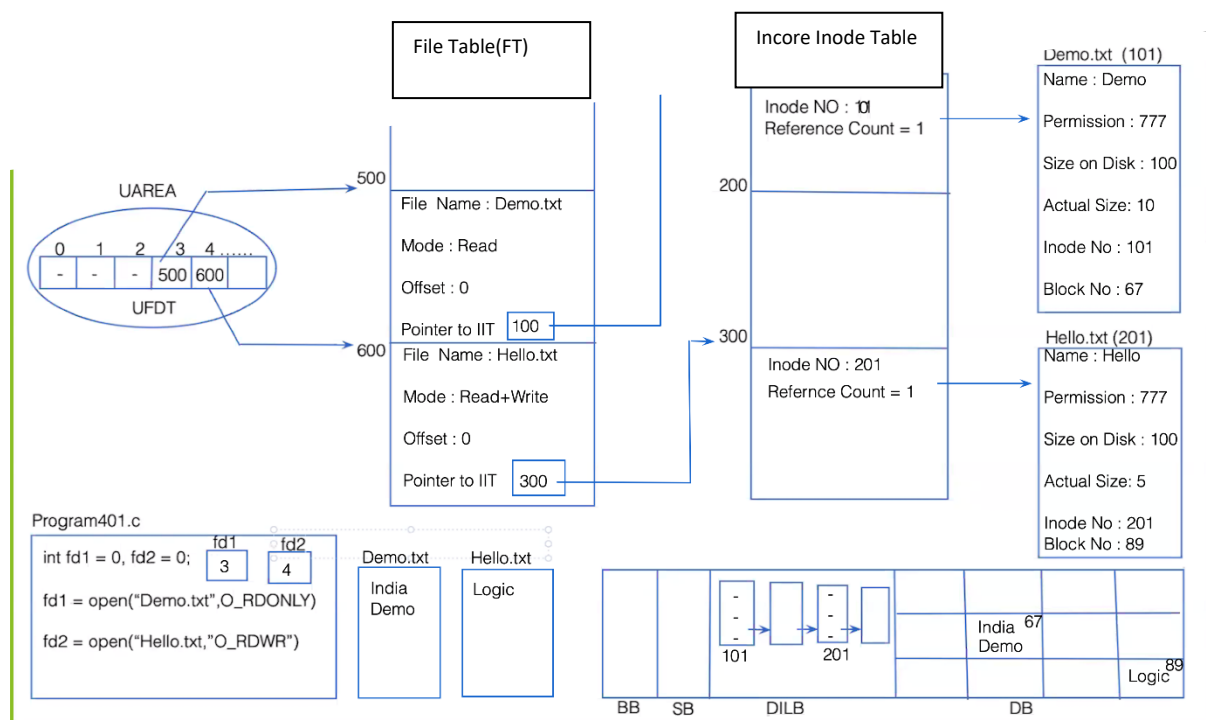 File Table(FT)
Incore Inode Table
Demo.txt (101)
Name : Demo
Permission : 777
Size on Disk : 100
Actual Size: 10
Inode No : 101
Block No : 67
Inode NO : 101
Reference Count = 1
200
300
Inode NO : 201
Refernce Count = 1
Hello.txt (201)
Name : Hello
Permission : 777
Size on Disk : 100
Actual Size: 5
Inode No : 201
Block No : 89
UAREA
0 1 2 3 4 ......
- - - 500 600
UFDT
500
File Name : Demo.txt
Mode : Read
Offset : 0
Pointer to IIT 100
600
File Name : Hello.txt
Mode : Read+Write
Offset : 0
Pointer to IIT 300
Program401.c
fd1 fd2
int fd1 = 0, fd2 = 0; 3 4
fd1 = open(“Demo.txt”,O_RDONLY)
fd2 = open(“Hello.txt,”O_RDWR”)
Demo.txt
India
Demo
Hello.txt
Logic
- -
- -
- -
101 201
India 67
Demo
Logic 89
BB SB DILB DB